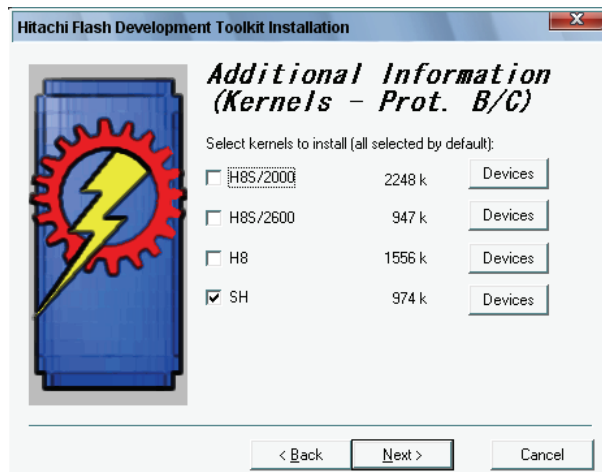 Hitachi Flash Development Toolkit Installation
Additional Information
(Kernels - Prot. B/C)
Select kernels to install (all selected by default):
H8S/2000 2248 k Devices
H8S/2600 947 k Devices
H8 1556 k Devices
SH 974 k Devices
< Back Next > Cancel